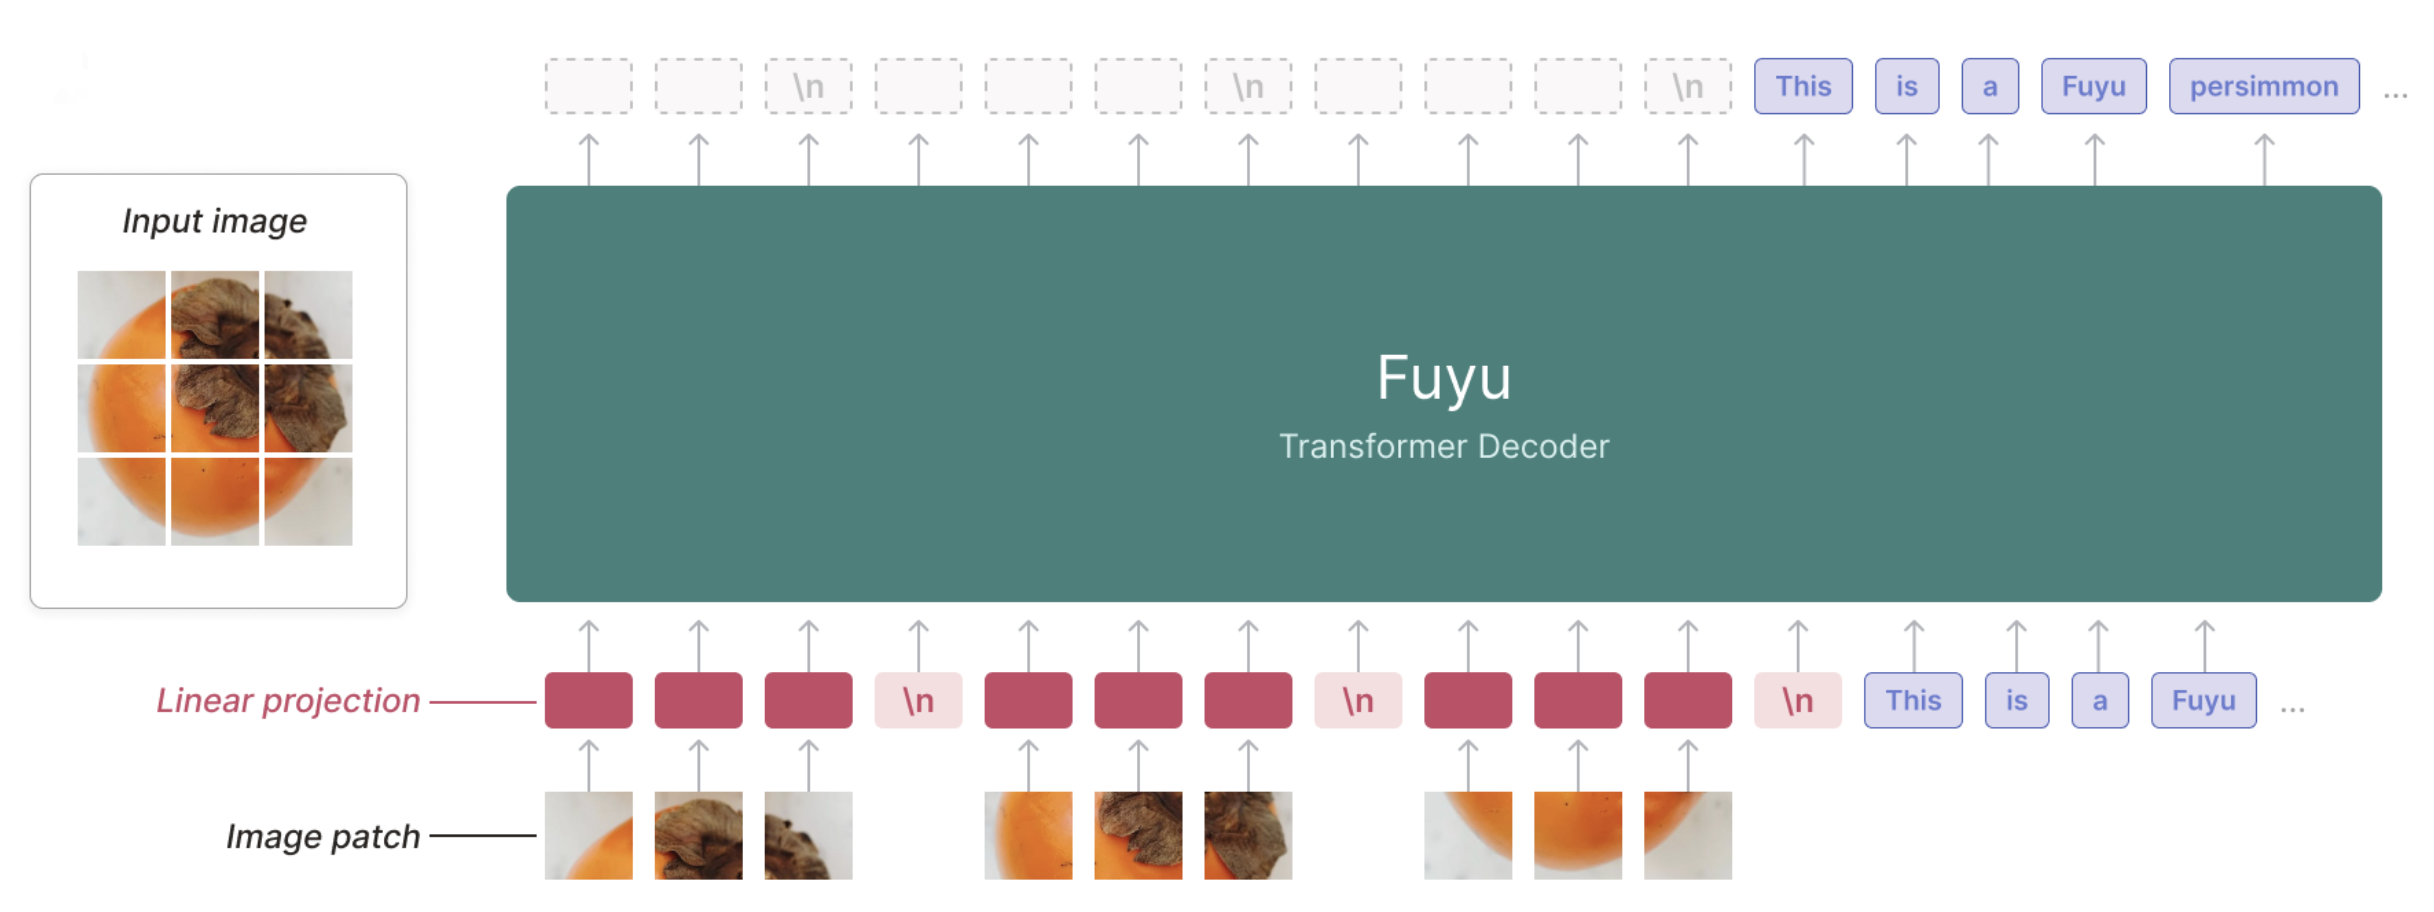 \n \n \n This is a Fuyu persimmon ...
Input image
Fuyu
Transformer Decoder
Linear projection \n \n \n This is a Fuyu ...
Image patch